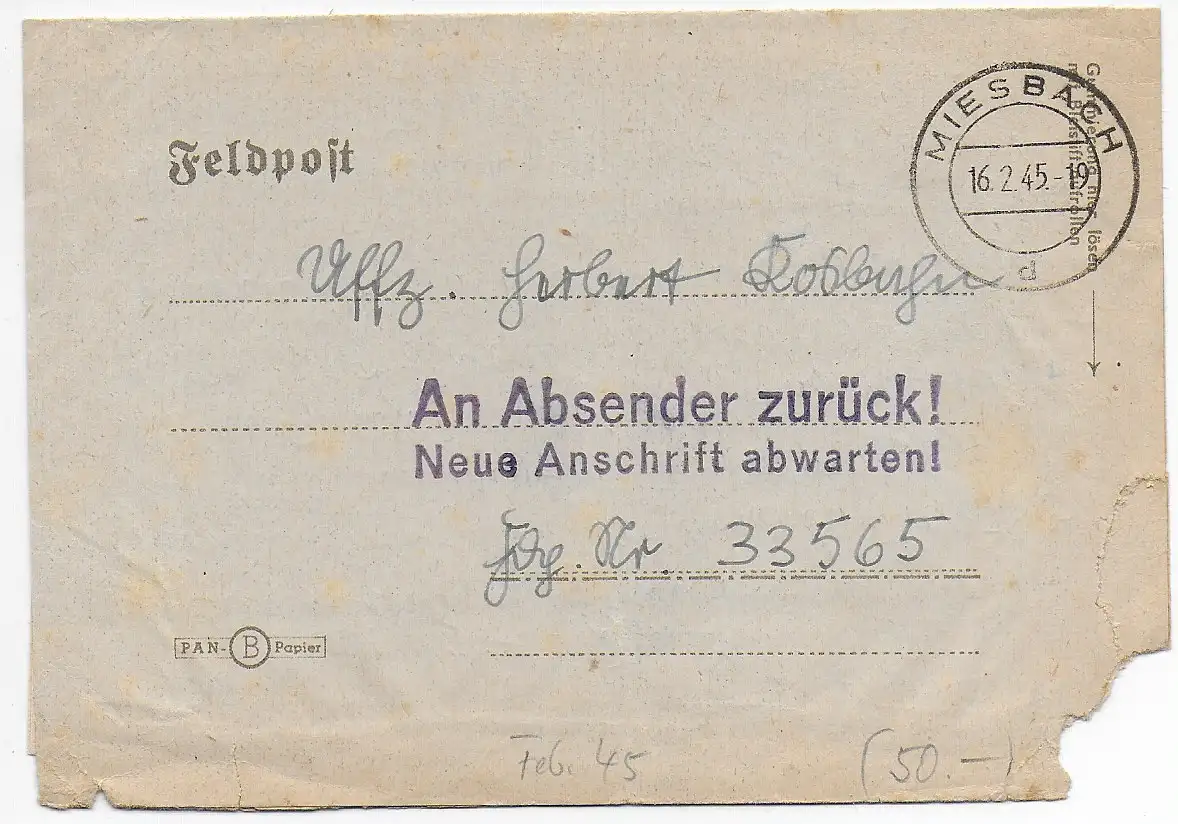 Feldpost
MIESBACH
16.2.45.-19
d
lösen
Uffz. Herbert
An Absender zurück!
Neue Anschrift abwarten!
Nr. 33565
PAN-B Papier
Feb. 45 (50.—)